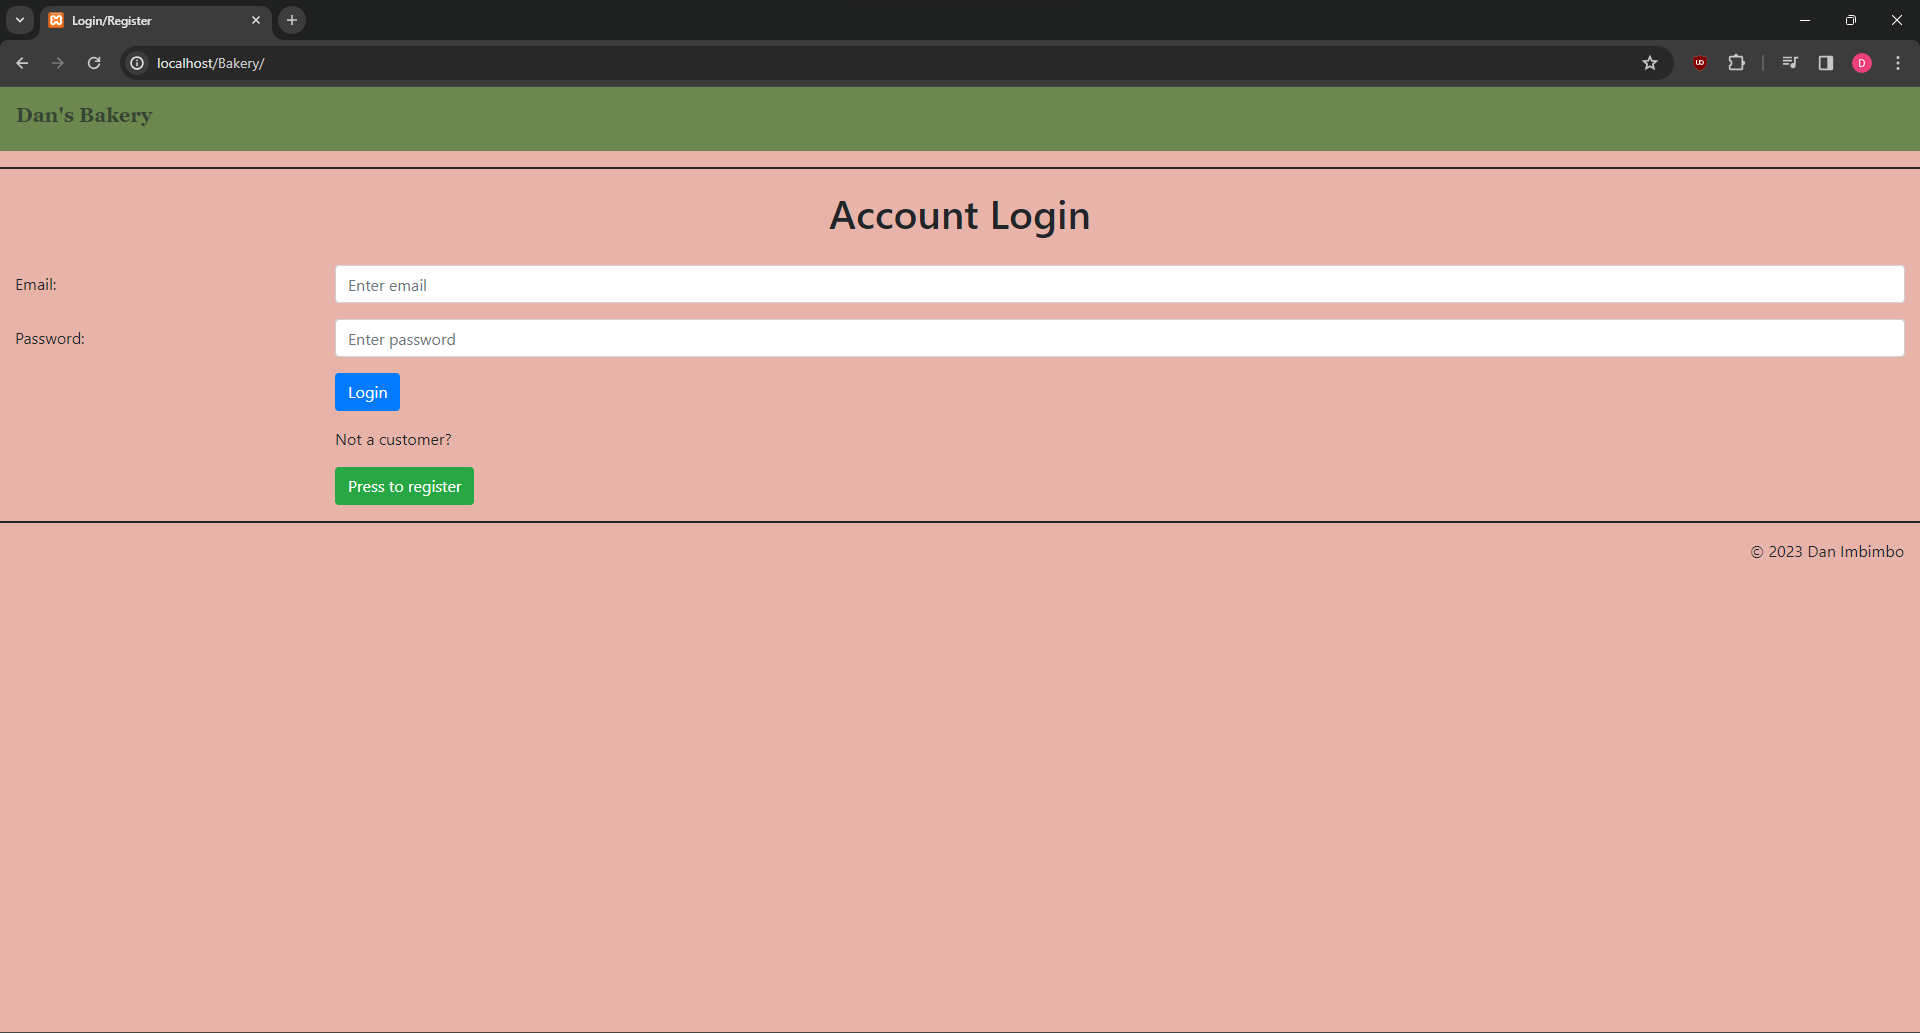 Login/Register
localhost/Bakery/
UO
D
Dan's Bakery
Account Login
Email:
Enter email
Password:
Enter password
Login
Not a customer?
Press to register
© 2023 Dan Imbimbo